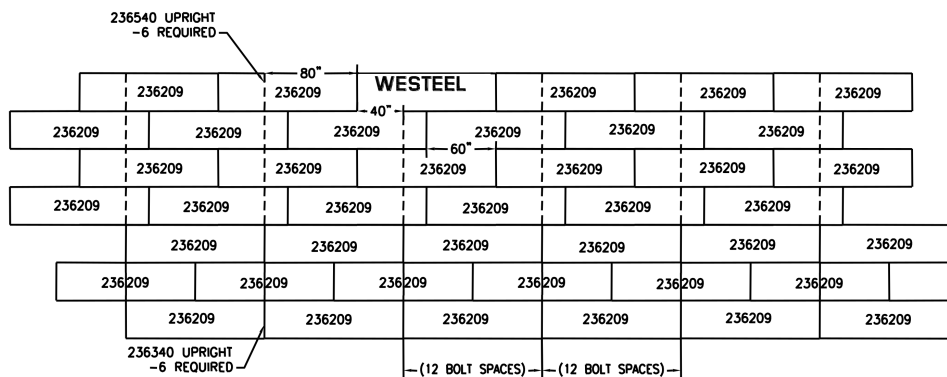 236540 UPRIGHT
-6 REQUIRED
80"
236209 236209 WESTEEL 236209 236209 236209
40"
236209 236209 236209 236209 236209 236209
60"
236209 236209 236209 236209 236209 236209
236209 236209 236209 236209 236209 236209
236209 236209 236209 236209 236209 236209
236209 236209 236209 236209 236209 236209
236209 236209 236209 236209 236209 236209
236340 UPRIGHT
-6 REQUIRED
(12 BOLT SPACES) (12 BOLT SPACES)